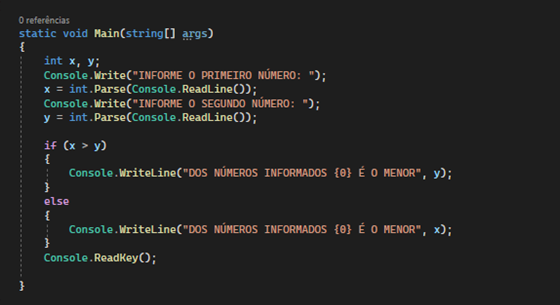 0 referências
static void Main(string[] args)
{
int x, y;
Console.Write("INFORME O PRIMEIRO NÚMERO: ");
x = int.Parse(Console.ReadLine());
Console.Write("INFORME O SEGUNDO NÚMERO: ");
y = int.Parse(Console.ReadLine());
if (x > y)
{
Console.WriteLine("DOS NÚMEROS INFORMADOS {0} É O MENOR", y);
}
else
{
Console.WriteLine("DOS NÚMEROS INFORMADOS {0} É O MENOR", x);
}
Console.ReadKey();
}